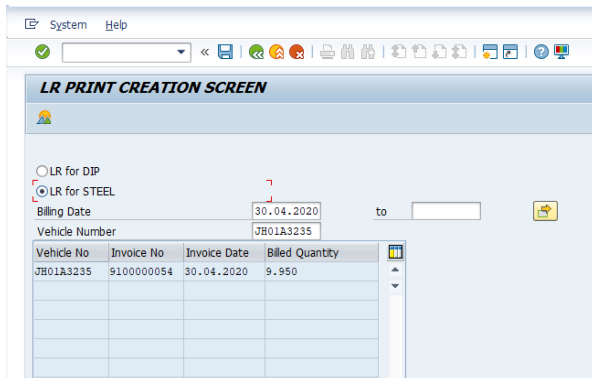 System Help
LR PRINT CREATION SCREEN
LR for DIP
LR for STEEL
Billing Date 30.04.2020 to
Vehicle Number JH01A3235
Vehicle No Invoice No Invoice Date Billed Quantity
JH01A3235 9100000054 30.04.2020 9.950